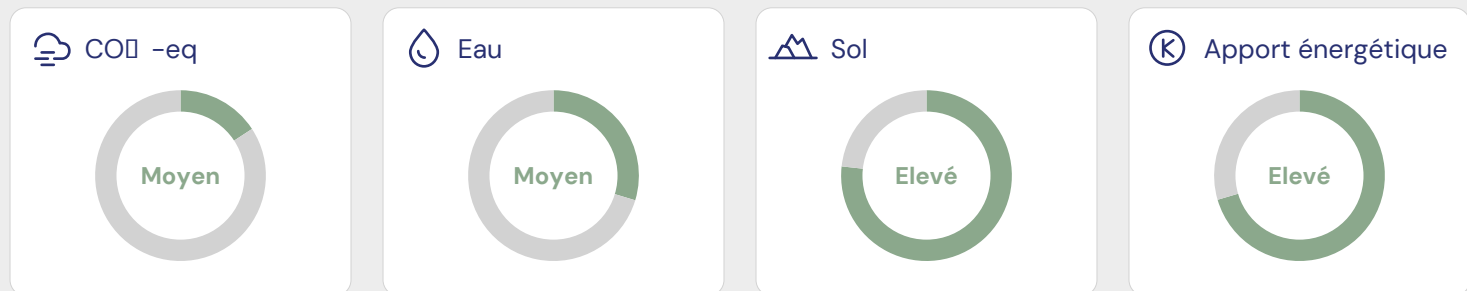 CO▯ -eq
Moyen
Eau
Moyen
Sol
Elevé
Apport énergétique
Elevé